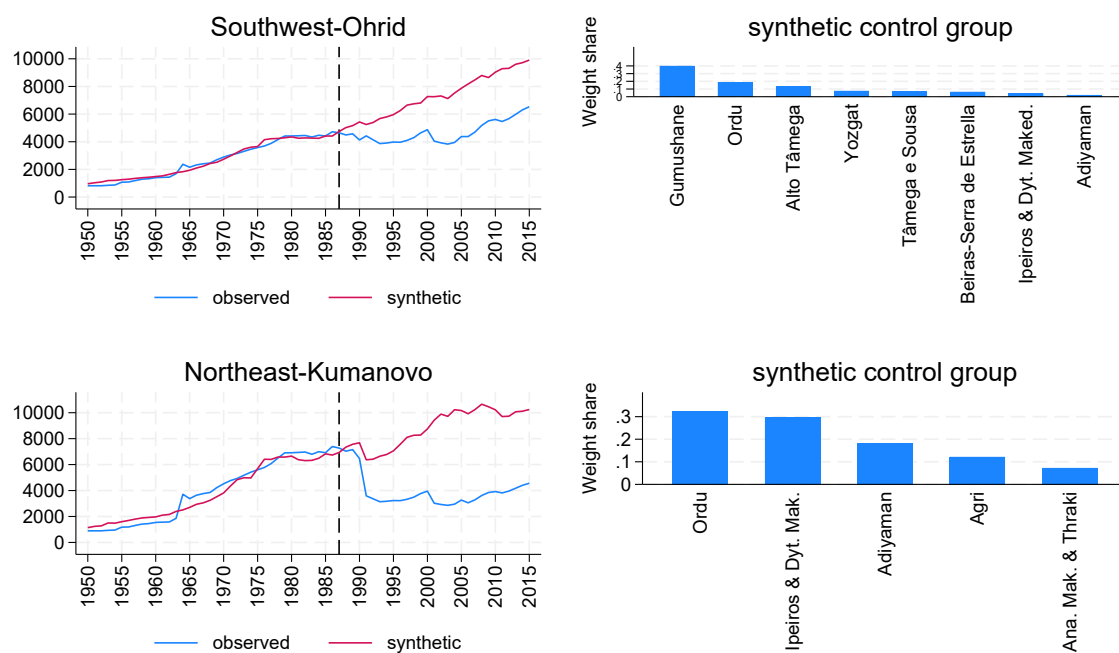 Southwest-Ohrid
10000
8000
6000
4000
2000
0
1950
1955
1960
1965
1970
1975
1980
1985
1990
1995
2000
2005
2010
2015
observed
synthetic
synthetic control group
Weight share
.4
.3
.2
.1
0
Gumushane
Ordu
Alto Tâmega
Yozgat
Tâmega e Sousa
Beiras-Serra de Estrella
Ipeiros & Dyt. Maked.
Adiyaman
Northeast-Kumanovo
10000
8000
6000
4000
2000
0
1950
1955
1960
1965
1970
1975
1980
1985
1990
1995
2000
2005
2010
2015
observed
synthetic
synthetic control group
Weight share
.3
.2
.1
0
Ordu
Ipeiros & Dyt. Mak.
Adiyaman
Agri
Ana. Mak. & Thraki